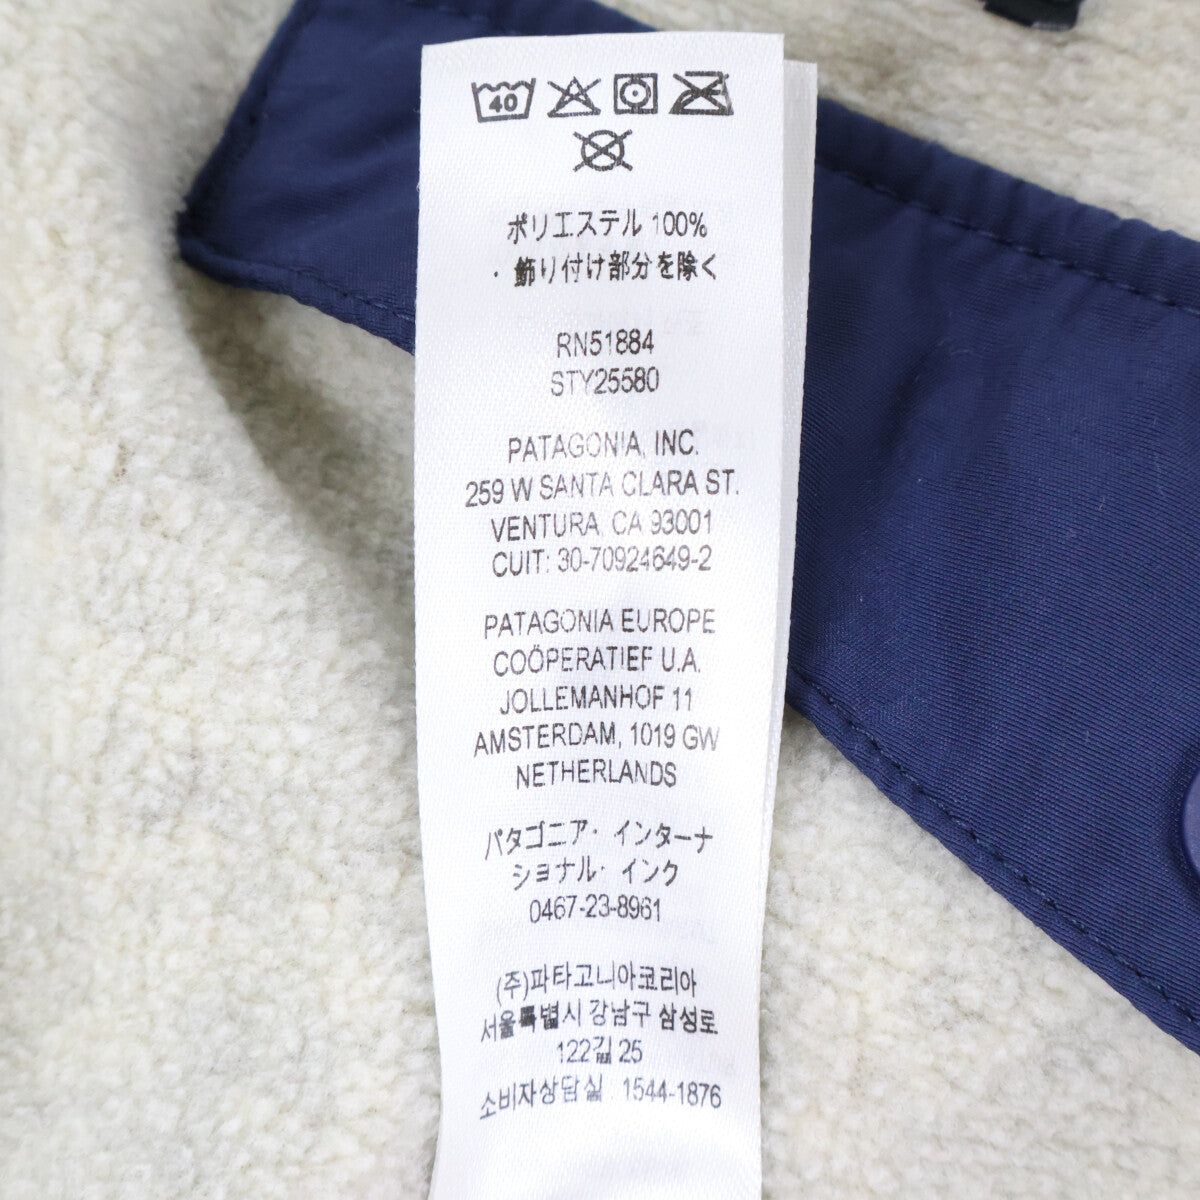 40
ポリエステル 100%
・飾り付け部分を除く
RN51884
STY25580
PATAGONIA, INC.
259 W SANTA CLARA ST.
VENTURA, CA 93001
CUIT: 30-70924649-2
PATAGONIA EUROPE
COÖPERATIEF U.A.
JOLLEMANHOF 11
AMSTERDAM, 1019 GW
NETHERLANDS
パタゴニア・インターナ
ショナル・インク
0467-23-8961
(주)파타고니아코리아
서울특별시 강남구 삼성로
122길 25
소비자상담실 1544-1876